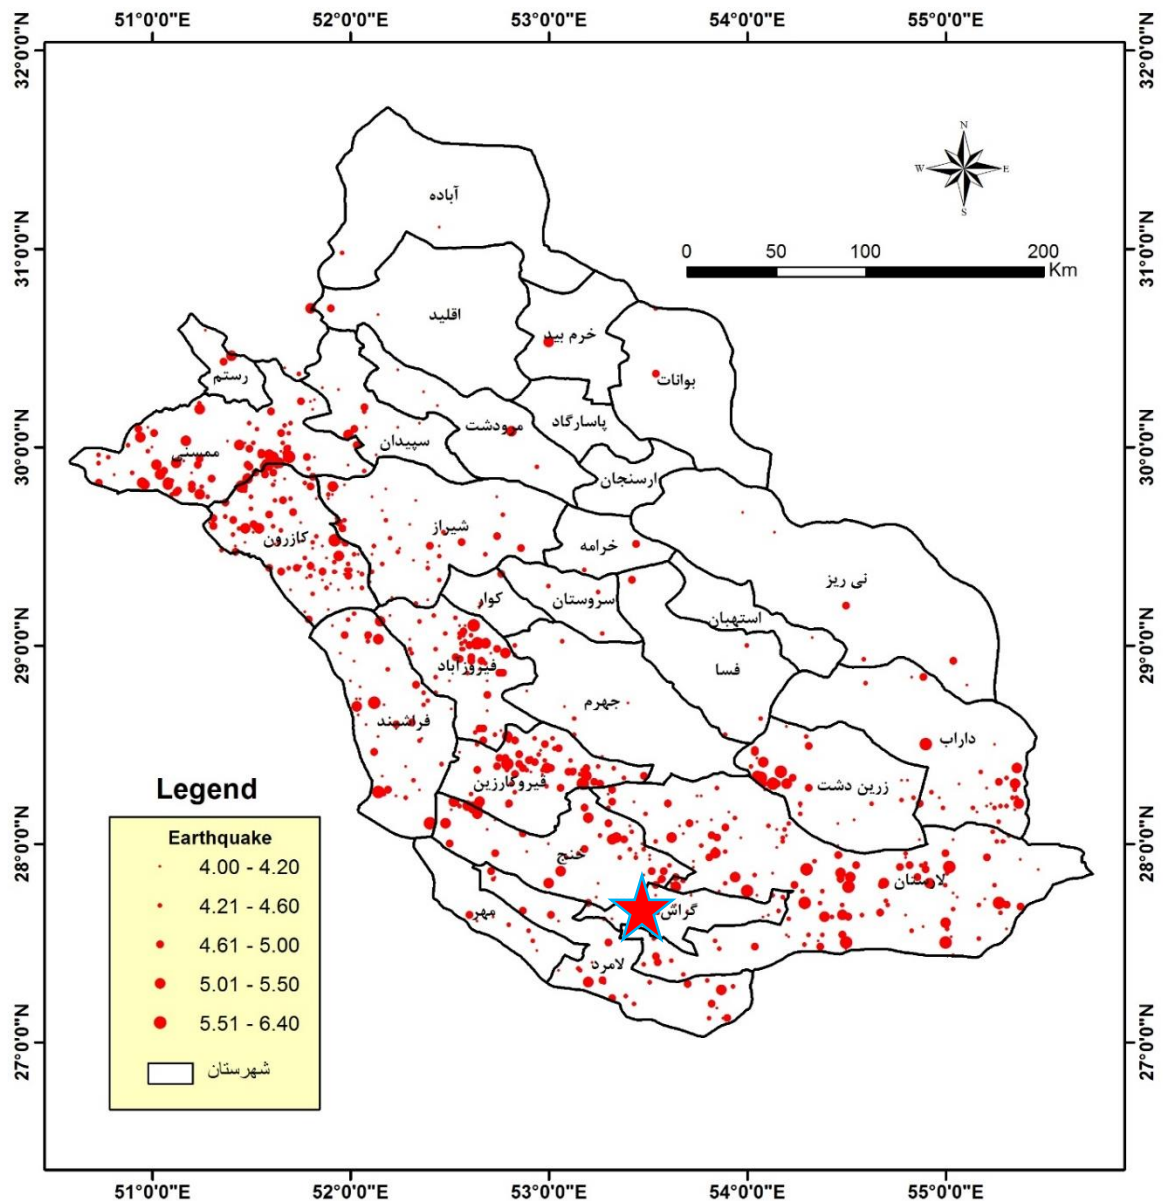 51°0'0"E 52°0'0"E 53°0'0"E 54°0'0"E 55°0'0"E
32°0'0"N 32°0'0"N
N
W E
S
آباده
31°0'0"N 31°0'0"N
0 50 100 200
Km
اقلید
خرم بید
رستم
بوانات
پاسارگاد
مرودشت
سپیدان
ممسنی
30°0'0"N 30°0'0"N
ارسنجان
شیراز
کازرون
خرامه
نی ریز
کوار
سروستان
استهبان
29°0'0"N 29°0'0"N
فیروزآباد
فسا
جهرم
فراشبند
داراب
قیروکارزین
زرین دشت
Legend
Earthquake
4.00 - 4.20
4.21 - 4.60
4.61 - 5.00
5.01 - 5.50
5.51 - 6.40
شهرستان
28°0'0"N 28°0'0"N
خنج
لارستان
گراش
مهر
لامرد
27°0'0"N 27°0'0"N
51°0'0"E 52°0'0"E 53°0'0"E 54°0'0"E 55°0'0"E